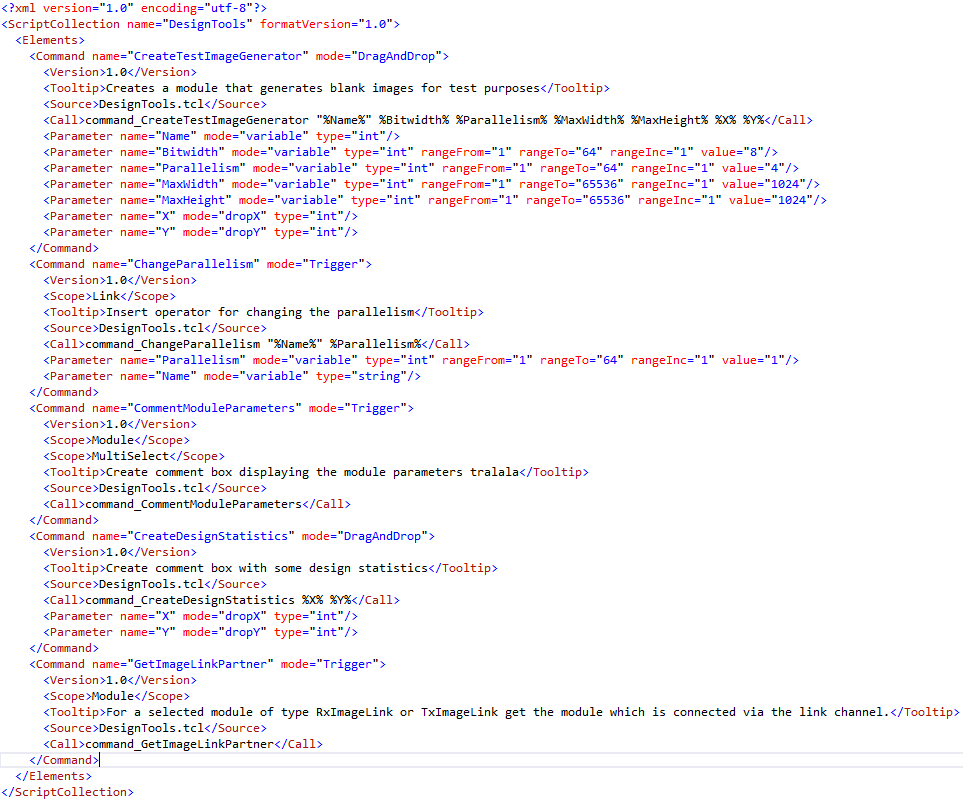 <?xml version="1.0" encoding="utf-8"?>
<ScriptCollection name="DesignTools" formatVersion="1.0">
  <Elements>
    <Command name="CreateTestImageGenerator" mode="DragAndDrop">
      <Version>1.0</Version>
      <Tooltip>Creates a module that generates blank images for test purposes</Tooltip>
      <Source>DesignTools.tcl</Source>
      <Call>command_CreateTestImageGenerator "%Name%" %Bitwidth% %Parallelism% %MaxWidth% %MaxHeight% %X% %Y%</Call>
      <Parameter name="Name" mode="variable" type="int"/>
      <Parameter name="Bitwidth" mode="variable" type="int" rangeFrom="1" rangeTo="64" rangeInc="1" value="8"/>
      <Parameter name="Parallelism" mode="variable" type="int" rangeFrom="1" rangeTo="64" rangeInc="1" value="4"/>
      <Parameter name="MaxWidth" mode="variable" type="int" rangeFrom="1" rangeTo="65536" rangeInc="1" value="1024"/>
      <Parameter name="MaxHeight" mode="variable" type="int" rangeFrom="1" rangeTo="65536" rangeInc="1" value="1024"/>
      <Parameter name="X" mode="dropX" type="int"/>
      <Parameter name="Y" mode="dropY" type="int"/>
    </Command>
    <Command name="ChangeParallelism" mode="Trigger">
      <Version>1.0</Version>
      <Scope>Link</Scope>
      <Tooltip>Insert operator for changing the parallelism</Tooltip>
      <Source>DesignTools.tcl</Source>
      <Call>command_ChangeParallelism "%Name%" %Parallelism%</Call>
      <Parameter name="Parallelism" mode="variable" type="int" rangeFrom="1" rangeTo="64" rangeInc="1" value="1"/>
      <Parameter name="Name" mode="variable" type="string"/>
    </Command>
    <Command name="CommentModuleParameters" mode="Trigger">
      <Version>1.0</Version>
      <Scope>Module</Scope>
      <Scope>MultiSelect</Scope>
      <Tooltip>Create comment box displaying the module parameters tralala</Tooltip>
      <Source>DesignTools.tcl</Source>
      <Call>command_CommentModuleParameters</Call>
    </Command>
    <Command name="CreateDesignStatistics" mode="DragAndDrop">
      <Version>1.0</Version>
      <Tooltip>Create comment box with some design statistics</Tooltip>
      <Source>DesignTools.tcl</Source>
      <Call>command_CreateDesignStatistics %X% %Y%</Call>
      <Parameter name="X" mode="dropX" type="int"/>
      <Parameter name="Y" mode="dropY" type="int"/>
    </Command>
    <Command name="GetImageLinkPartner" mode="Trigger">
      <Version>1.0</Version>
      <Scope>Module</Scope>
      <Tooltip>For a selected module of type RxImageLink or TxImageLink get the module which is connected via the link channel.</Tooltip>
      <Source>DesignTools.tcl</Source>
      <Call>command_GetImageLinkPartner</Call>
    </Command>
  </Elements>
</ScriptCollection>